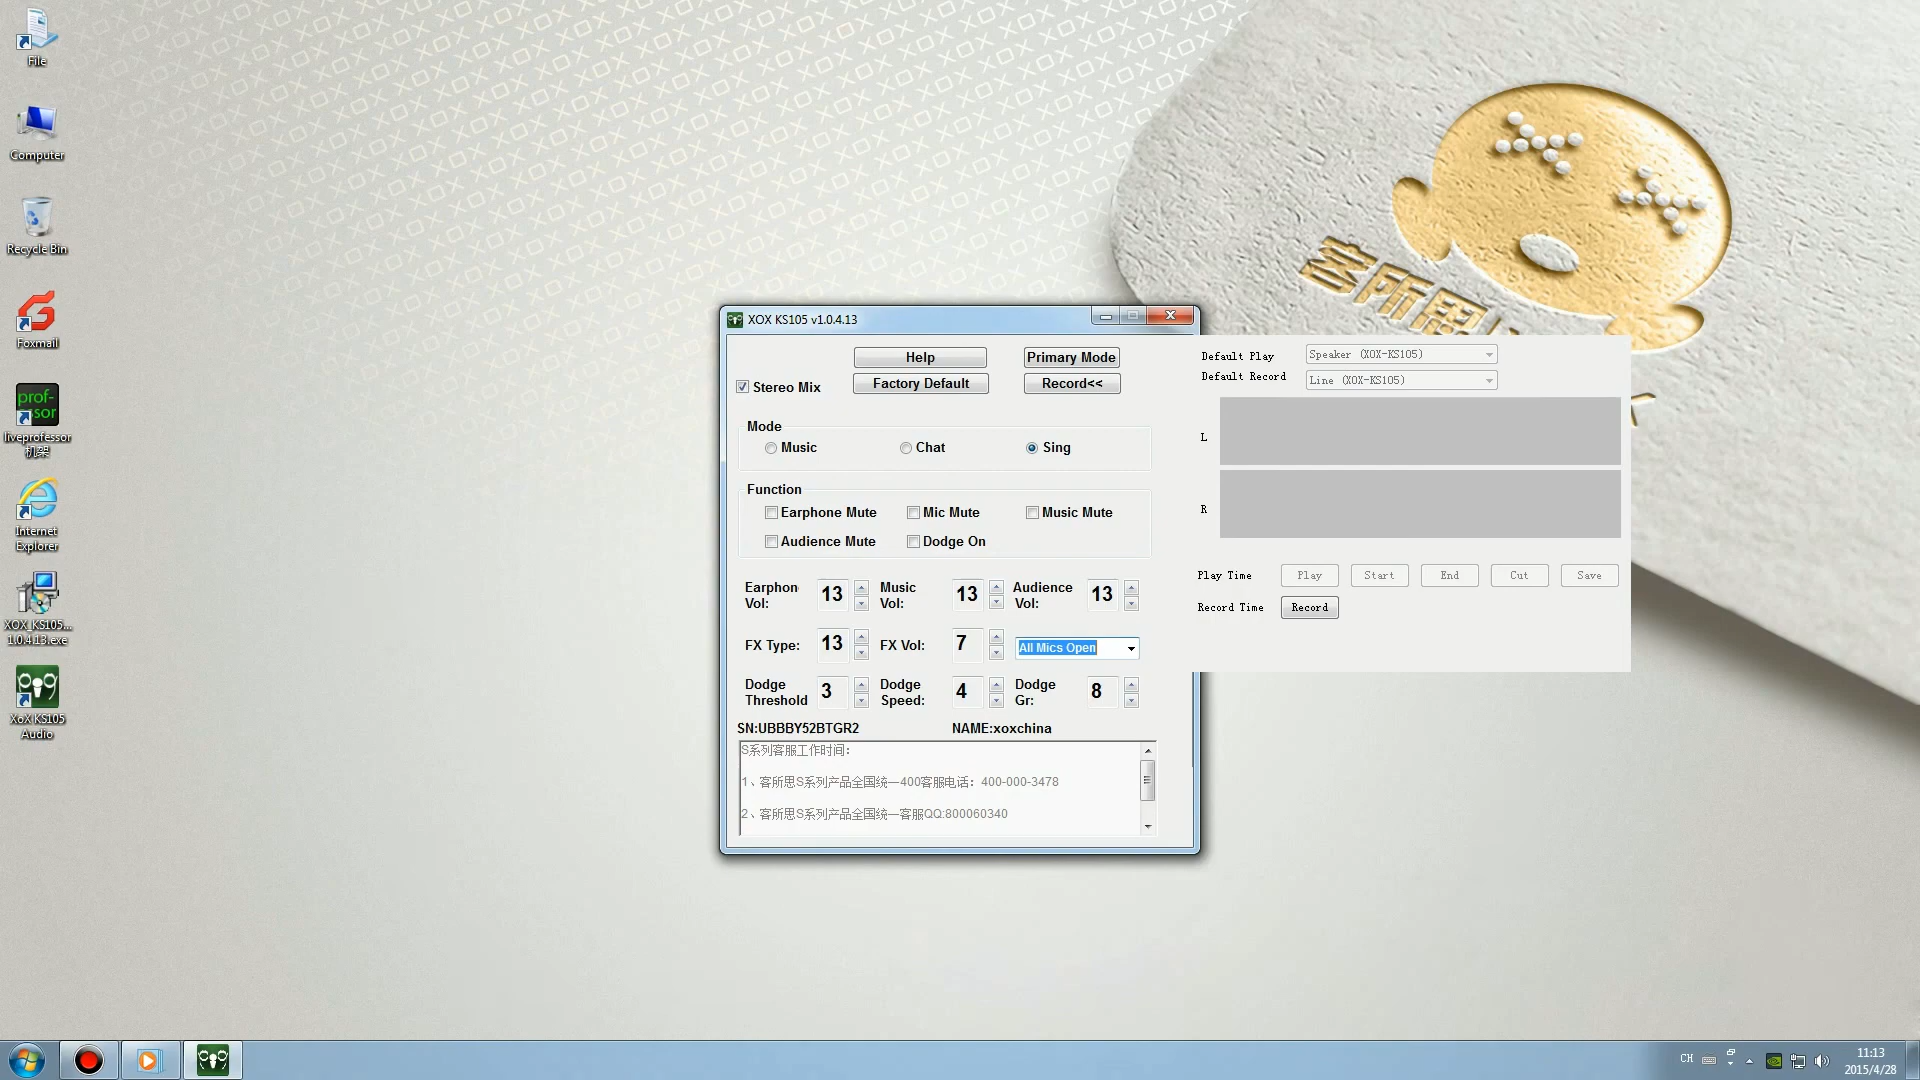 File
Computer
Recycle Bin
Foxmail
prof-
ssor
liveprofessor
机架
Internet
Explorer
XOX_KS105...
1.0.4.13.exe
XoX KS105
Audio
客所思
XOX KS105 v1.0.4.13
Help
Primary Mode
Stereo Mix
Factory Default
Record<<
Mode
Music
Chat
Sing
Function
Earphone Mute
Mic Mute
Music Mute
Audience Mute
Dodge On
Earphon
Vol:
13
Music
Vol:
13
Audience
Vol:
13
FX Type:
13
FX Vol:
7
All Mics Open
Dodge
Threshold
3
Dodge
Speed:
4
Dodge
Gr:
8
SN:UBBBY52BTGR2
NAME:xoxchina
S系列客服工作时间：
1、客所思S系列产品全国统一400客服电话：400-000-3478
2、客所思S系列产品全国统一客服QQ:800060340
Default Play
Speaker (XOX-KS105)
Default Record
Line (XOX-KS105)
L
R
Play Time
Play
Start
End
Cut
Save
Record Time
Record
CH
11:13
2015/4/28